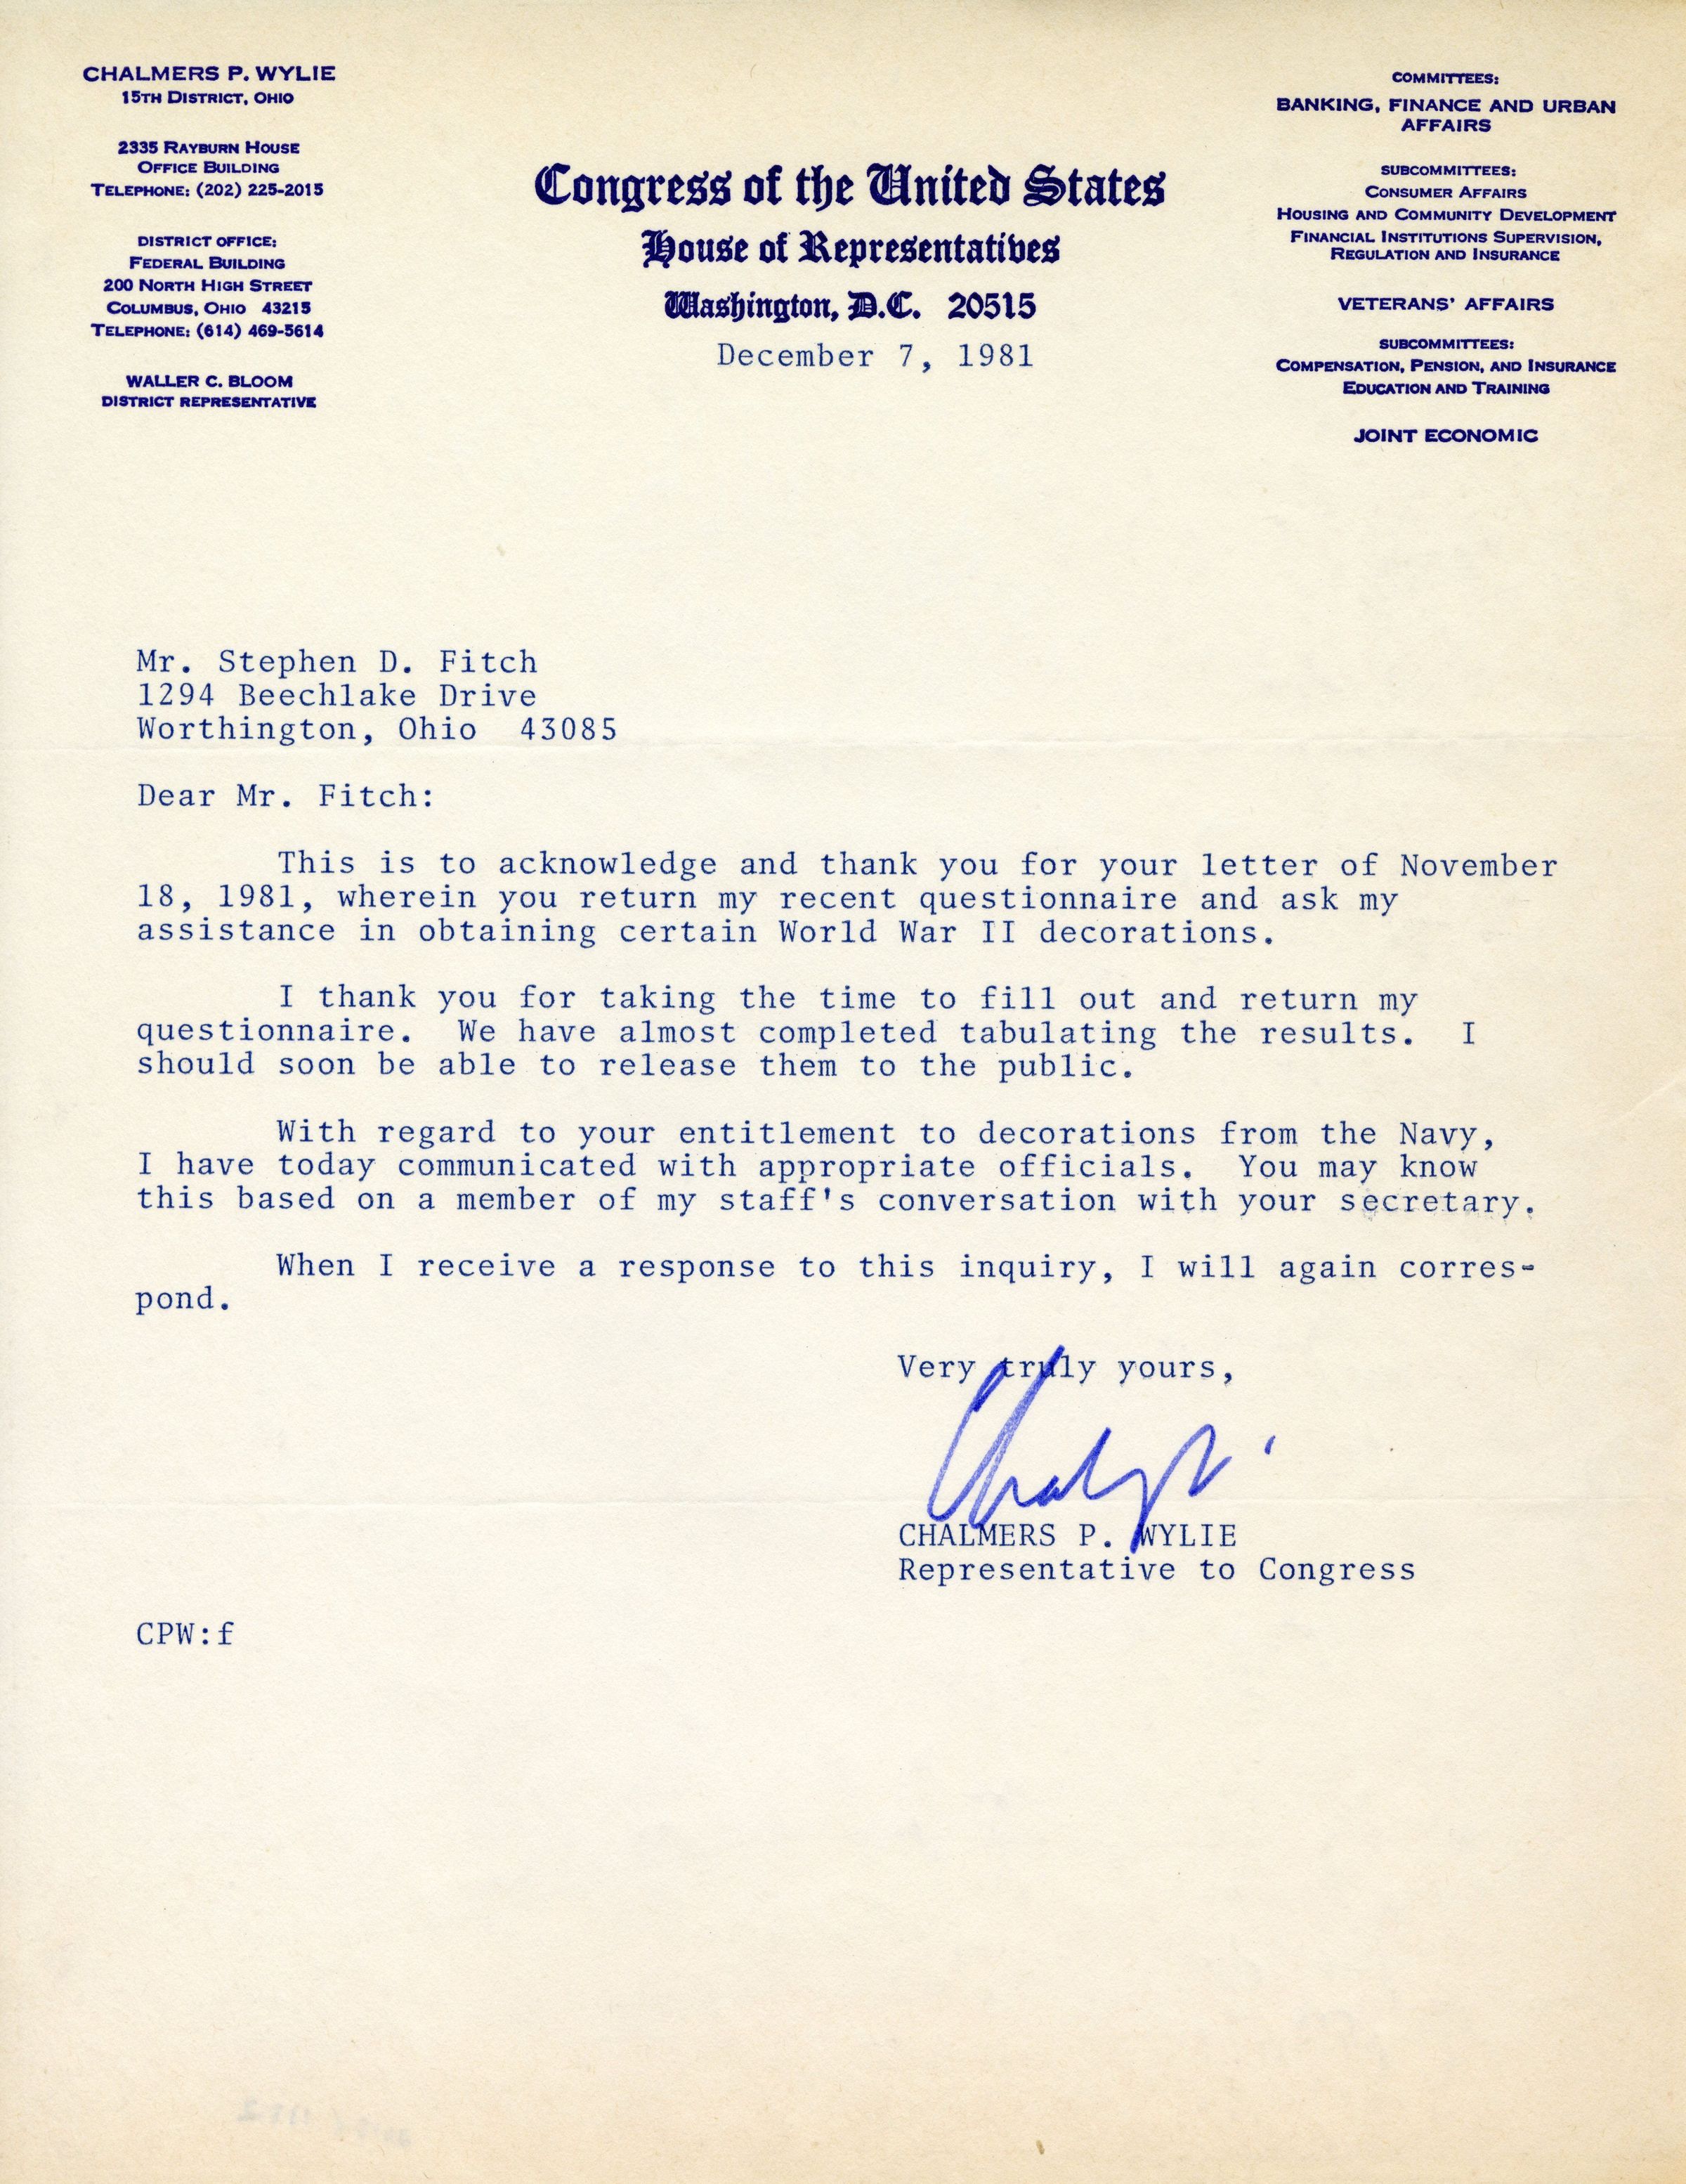 CHALMERS P. WYLIE
15TH DISTRICT, OHIO
2335 RAYBURN HOUSE
OFFICE BUILDING
TELEPHONE: (202) 225-2015
DISTRICT OFFICE:
FEDERAL BUILDING
200 NORTH HIGH STREET
COLUMBUS, OHIO 43215
TELEPHONE: (614) 469-5614
WALLER C. BLOOM
DISTRICT REPRESENTATIVE
Congress of the United States
House of Representatives
Washington, D.C. 20515
December 7, 1981
COMMITTEES:
BANKING, FINANCE AND URBAN
AFFAIRS
SUBCOMMITTEES:
CONSUMER AFFAIRS
HOUSING AND COMMUNITY DEVELOPMENT
FINANCIAL INSTITUTIONS SUPERVISION,
REGULATION AND INSURANCE
VETERANS' AFFAIRS
SUBCOMMITTEES:
COMPENSATION, PENSION, AND INSURANCE
EDUCATION AND TRAINING
JOINT ECONOMIC
Mr. Stephen D. Fitch
1294 Beechlake Drive
Worthington, Ohio 43085
Dear Mr. Fitch:
This is to acknowledge and thank you for your letter of November
18, 1981, wherein you return my recent questionnaire and ask my
assistance in obtaining certain World War II decorations.
I thank you for taking the time to fill out and return my
questionnaire. We have almost completed tabulating the results. I
should soon be able to release them to the public.
With regard to your entitlement to decorations from the Navy,
I have today communicated with appropriate officials. You may know
this based on a member of my staff's conversation with your secretary.
When I receive a response to this inquiry, I will again corres-
pond.
Very truly yours,
CHALMERS P. WYLIE
Representative to Congress
CPW:f